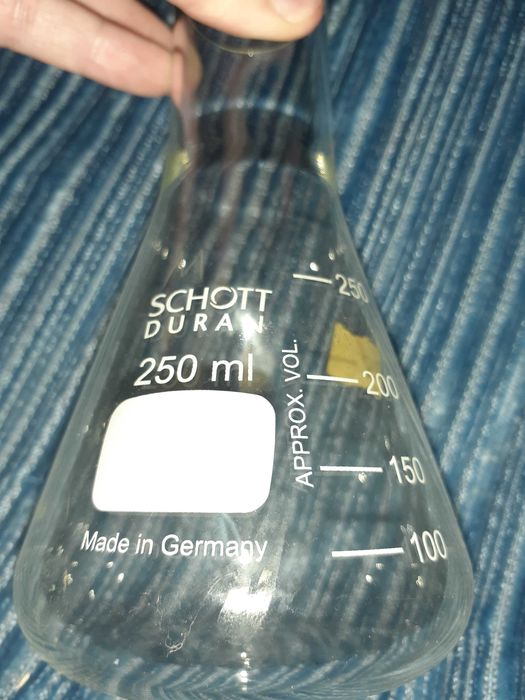 SCHOTT
DURAN
250 ml
Made in Germany
APPROX. VOL.
250
200
150
100